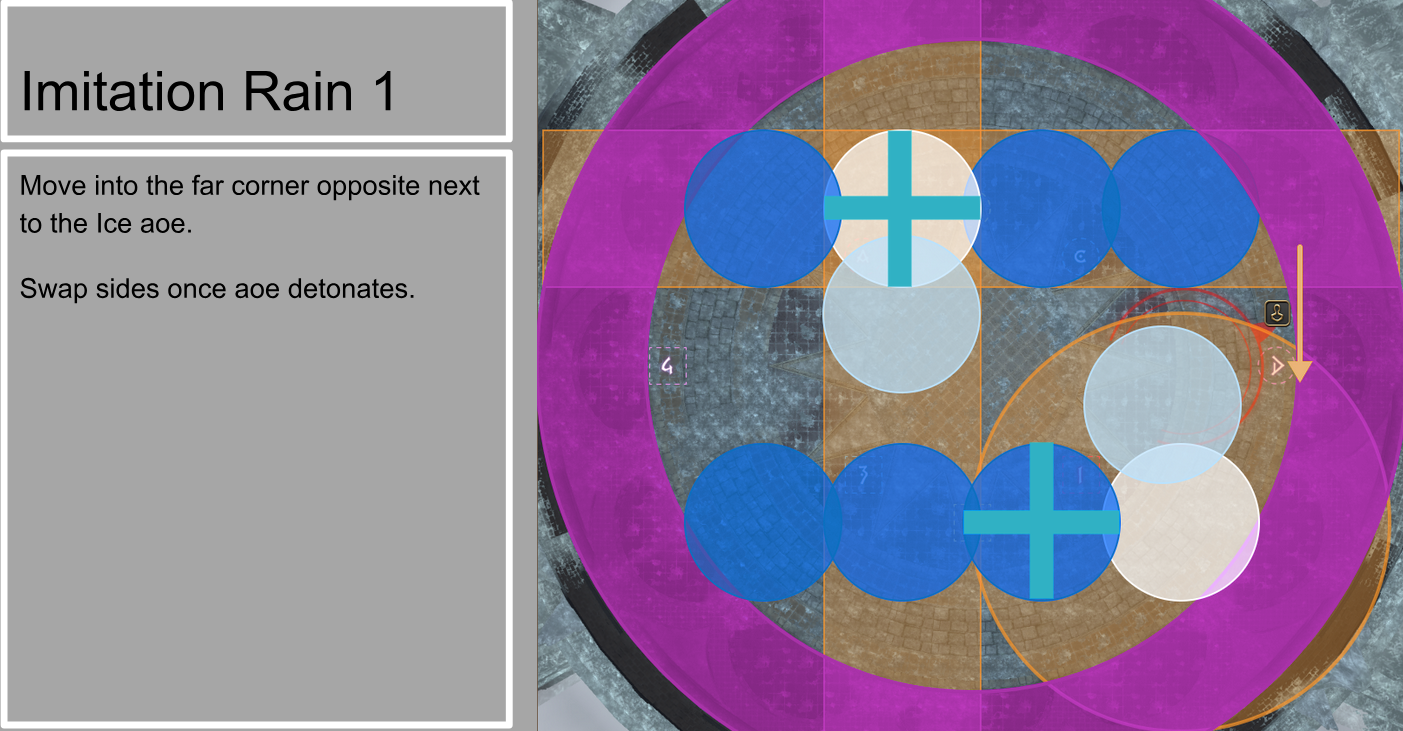 Imitation Rain 1
Move into the far corner opposite next
to the Ice aoe.
Swap sides once aoe detonates.